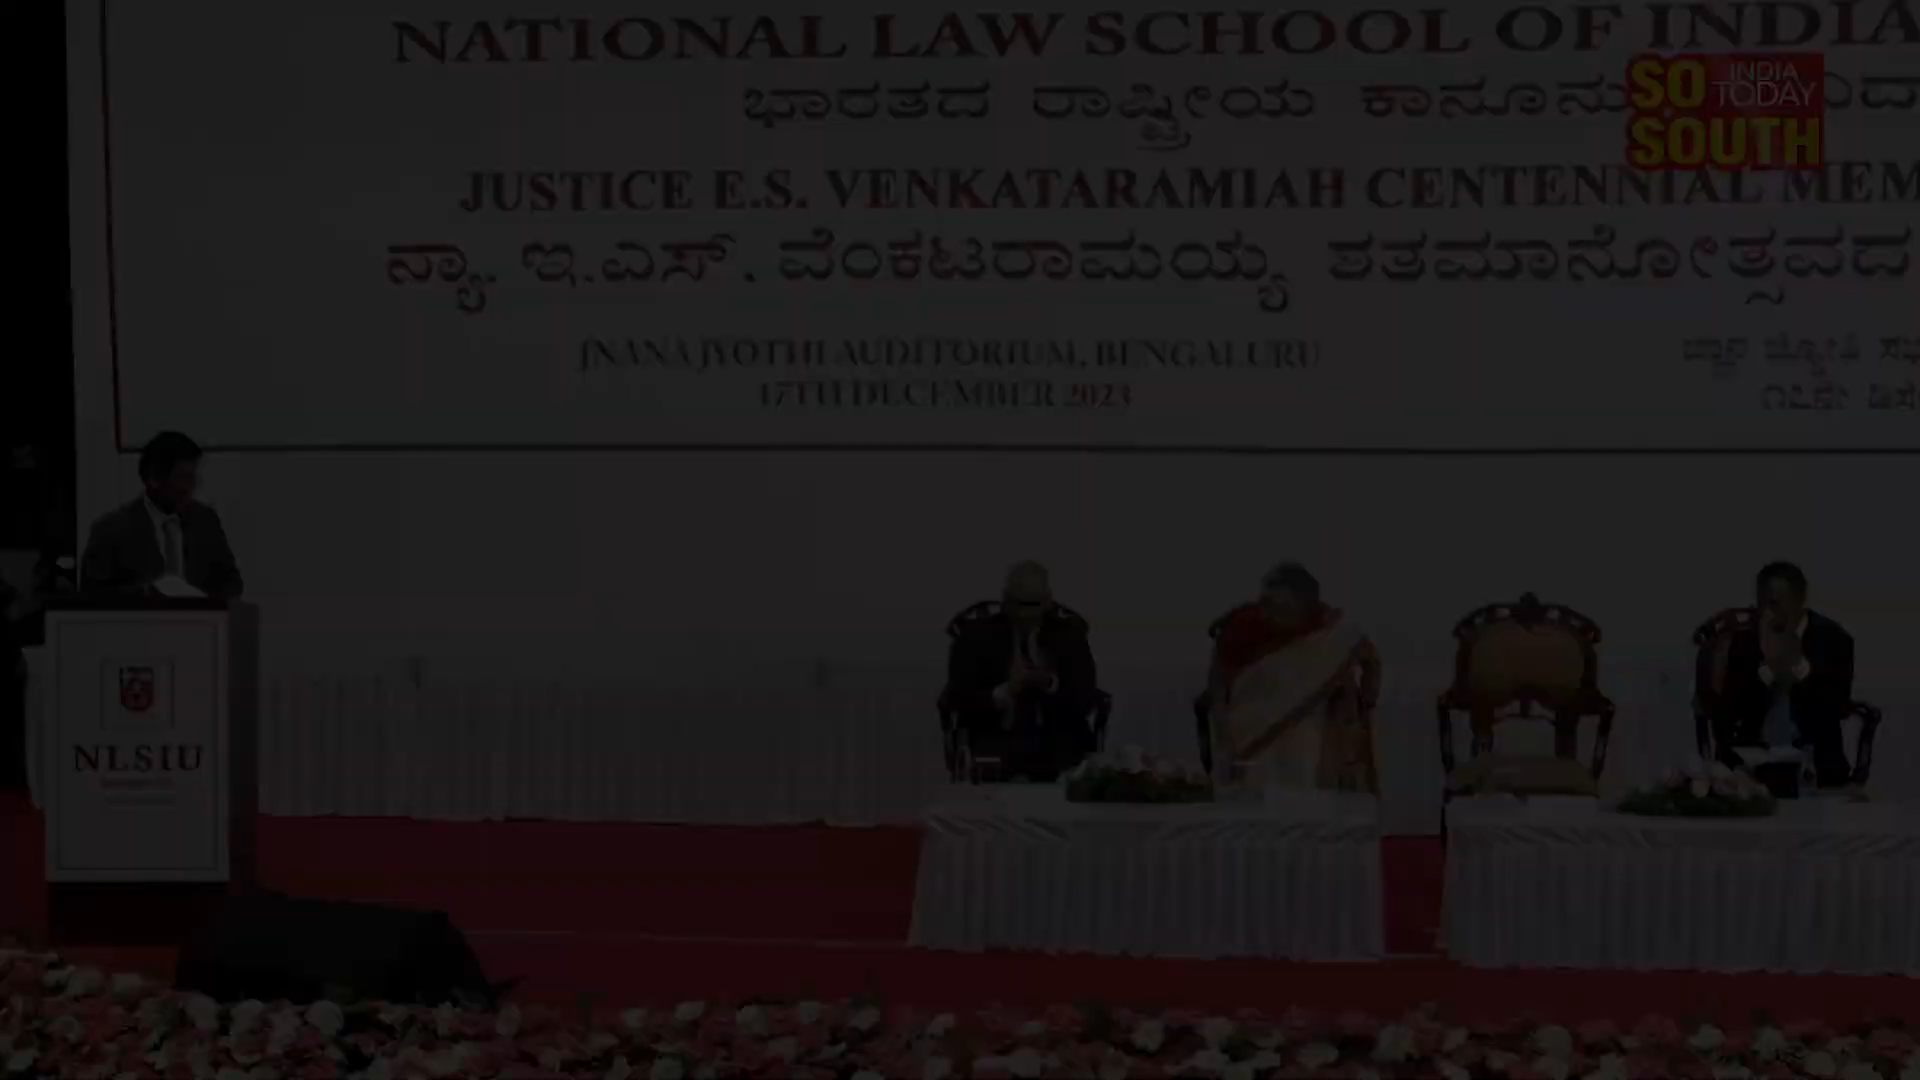 NATIONAL LAW SCHOOL OF INDIA
ಭಾರತದ ರಾಷ್ಟ್ರೀಯ ಕಾನೂನು
SO
SOUTH
INDIA
TODAY
JUSTICE E.S. VENKATARAMIAH CENTENNIAL MEM
ನ್ಯಾ. ಇ.ಎಸ್. ವೆಂಕಟರಾಮಯ್ಯ ಶತಮಾನೋತ್ಸವದ
JNANA JYOTHI AUDITORIUM, BENGALURU
17TH DECEMBER 2023
ಜ್ಞಾನ ಜ್ಯೋತಿ ಸಭ
NLSIU